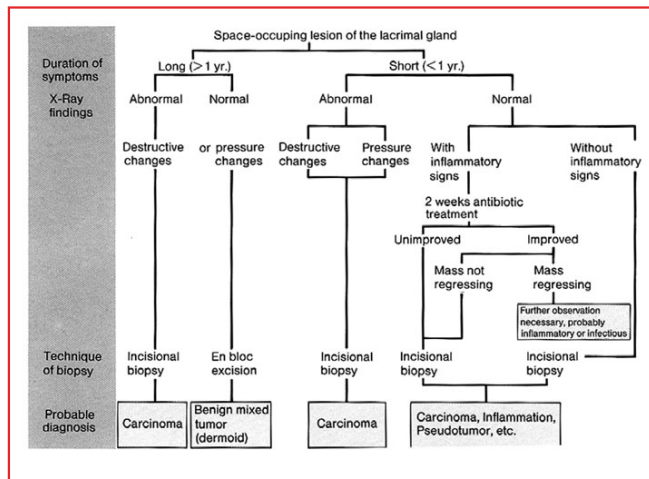 Space-occuping lesion of the lacrimal gland
Duration of
symptoms
Long (>1 yr.)
Short (<1 yr.)
X-Ray
findings
Abnormal
Normal
Abnormal
Normal
Destructive
changes
or pressure
changes
Destructive
changes
Pressure
changes
With
inflammatory
signs
Without
inflammatory
signs
2 weeks antibiotic
treatment
Unimproved
Improved
Mass not
regressing
Mass
regressing
Further observation
necessary, probably
inflammatory or infectious
Technique
of biopsy
Incisional
biopsy
En bloc
excision
Incisional
biopsy
Incisional
biopsy
Incisional
biopsy
Probable
diagnosis
Carcinoma
Benign mixed
tumor
(dermoid)
Carcinoma
Carcinoma, Inflammation,
Pseudotumor, etc.